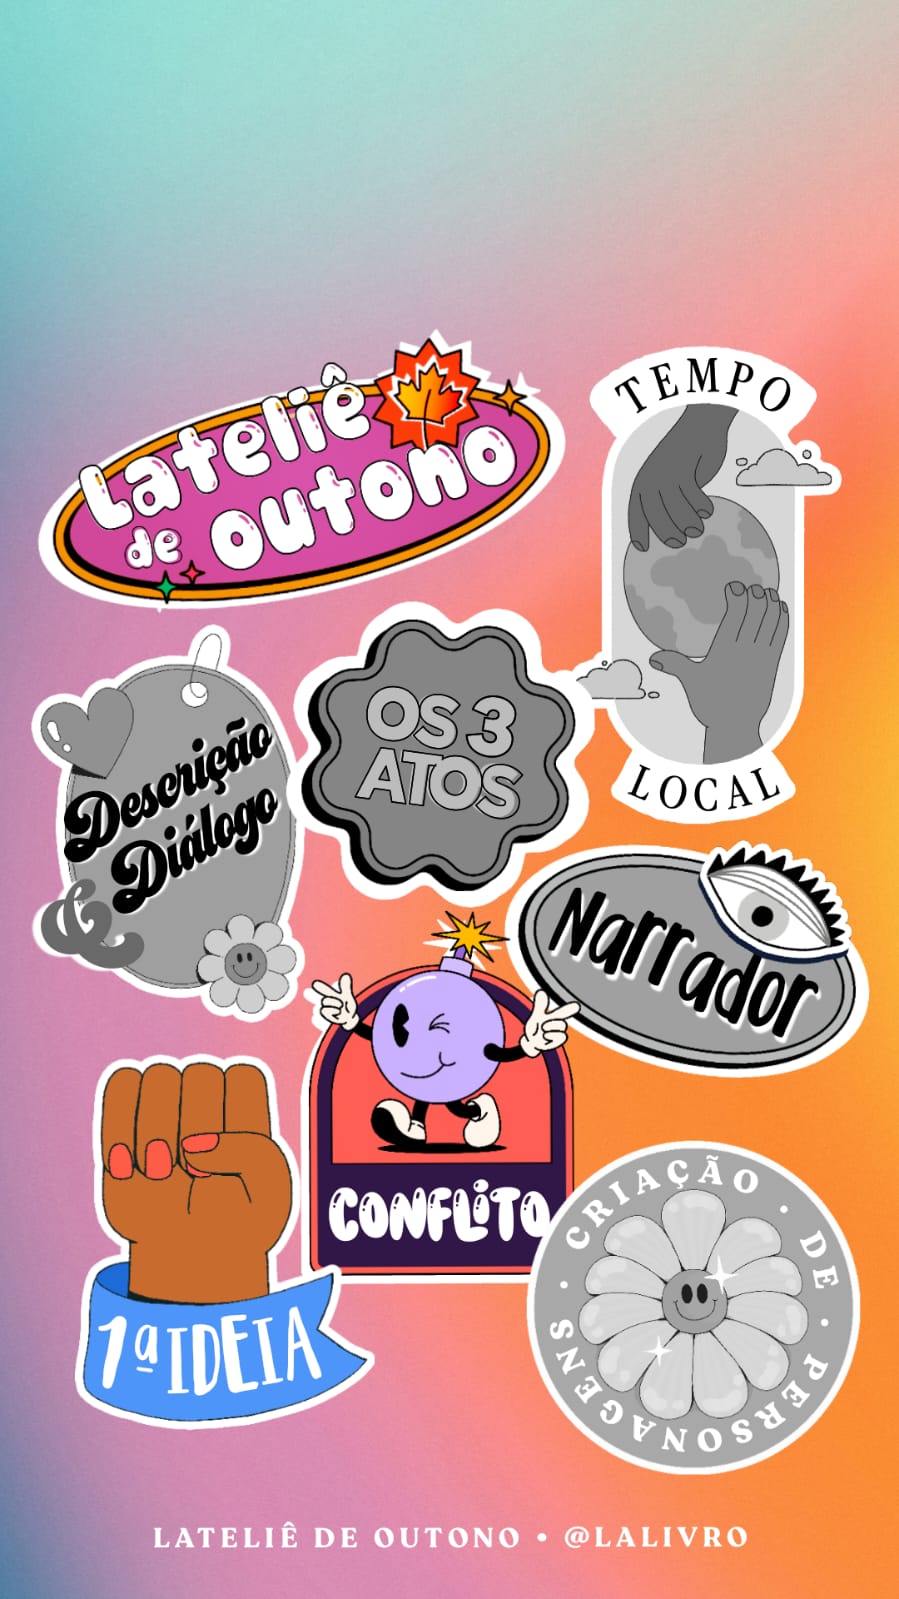 Lateliê
de outono
TEMPO
LOCAL
OS 3
ATOS
Descrição
& Diálogo
Narrador
CONFLITO
1ª IDEIA
CRIAÇÃO · DE · PERSONAGENS ·
LATELIÊ DE OUTONO • @LALIVRO